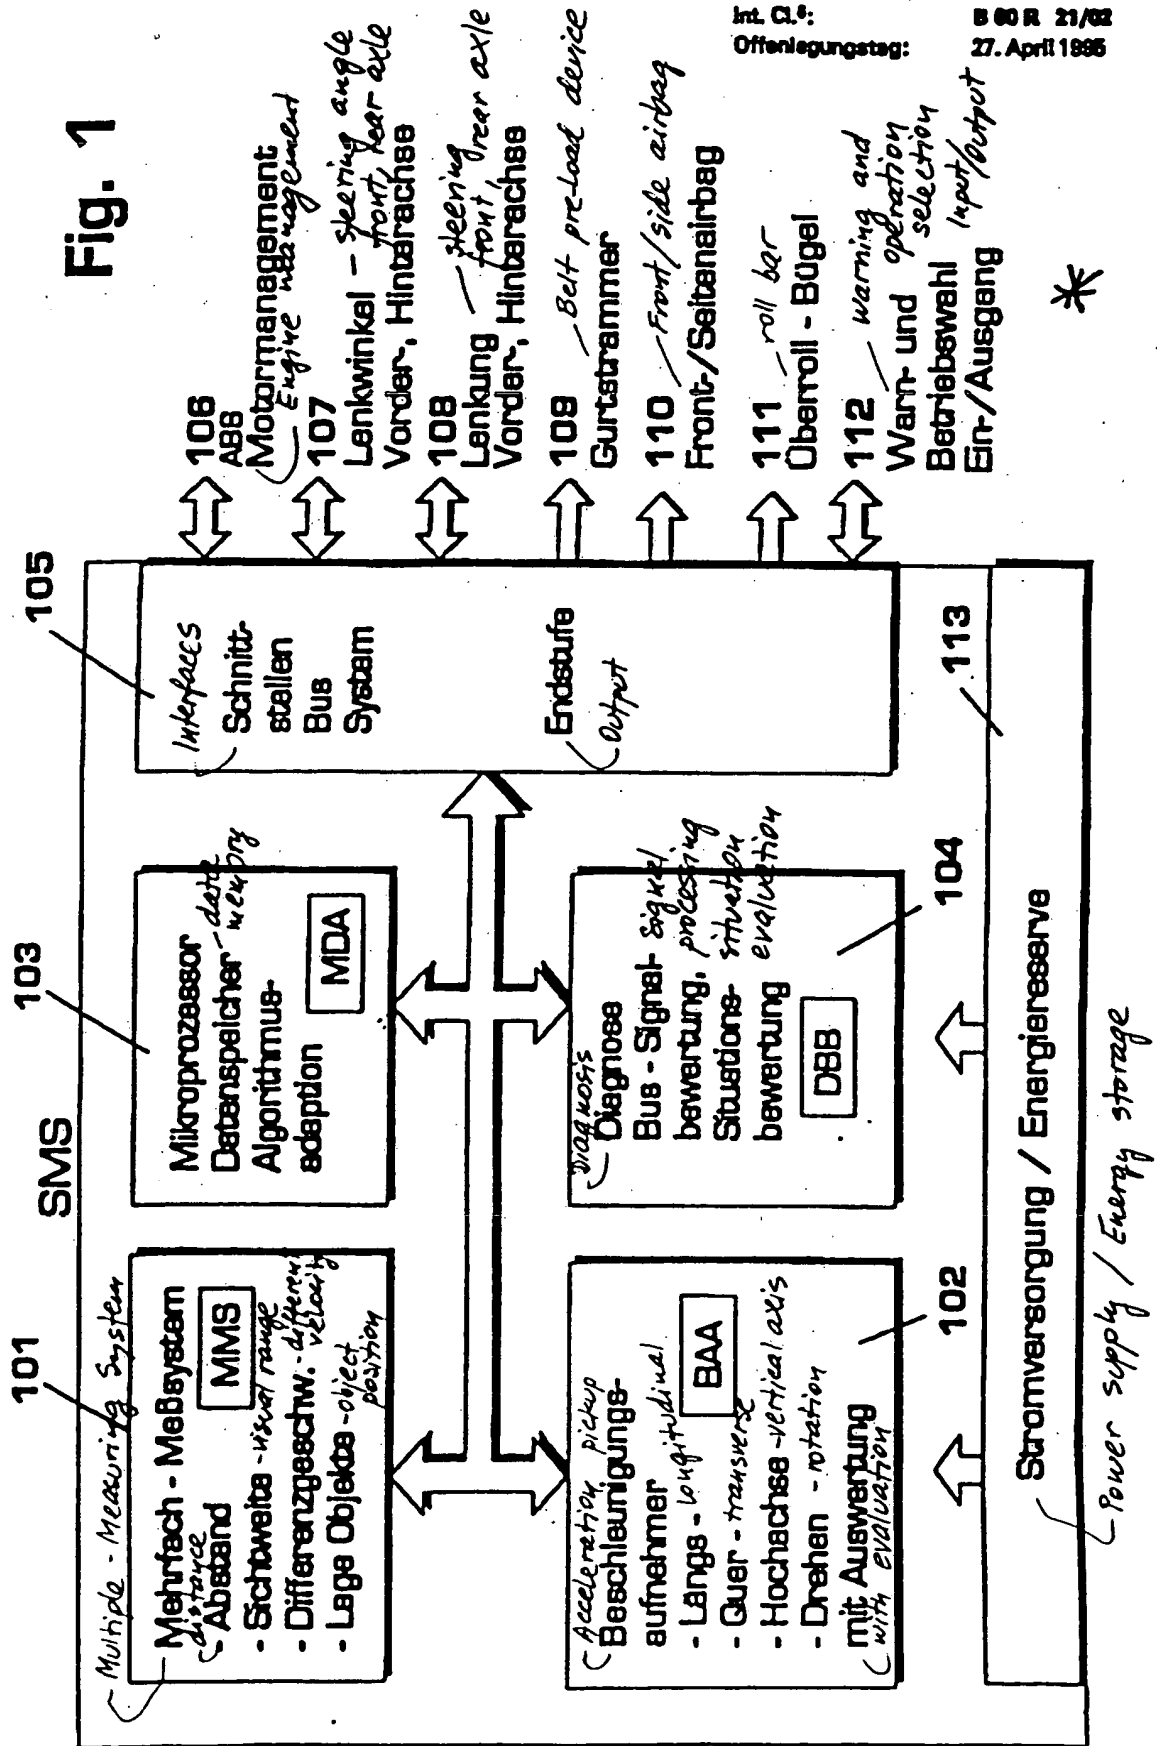 Int. Cl.⁶: B 60 R 21/02
Offenlegungstag: 27. April 1995
Fig. 1
SMS
101
Multiple - Measuring System
Mehrfach - Meßsystem
distance
- Abstand
MMS
- Sichtweite - visual range
- Differenzgeschw. - different velocity
- Lage Objekte - object position
103
Mikroprozessor
Datenspeicher - data memory
Algorithmus-
adaption
MDA
105
Interfaces
Schnitt-
stellen
Bus
System
Endstufe
Output
106
ABS
Motormanagement
Engine management
107
Lenkwinkel - steering angle
front, rear axle
Vorder-, Hinterachse
108
Lenkung - steering
front, rear axle
Vorder-, Hinterachse
109
Gurtstrammer
Belt pre-load device
110
Front/side airbag
Front-/Seitenairbag
111
roll bar
Überroll - Bügel
112
warning and
Warn- und operation
Betriebswahl selection
Ein-/Ausgang Input/Output
Acceleration pickup
Beschleunigungs-
aufnehmer
- Längs - longitudinal
BAA
- Quer - transverse
- Hochachse - vertical axis
- Drehen - rotation
mit Auswertung
with evaluation
102
Diagnosis
Diagnose
Bus - Signal- signal
bewertung, processing
Situations- situation
bewertung evaluation
DBB
104
113
Stromversorgung / Energiereserve
Power supply / Energy storage